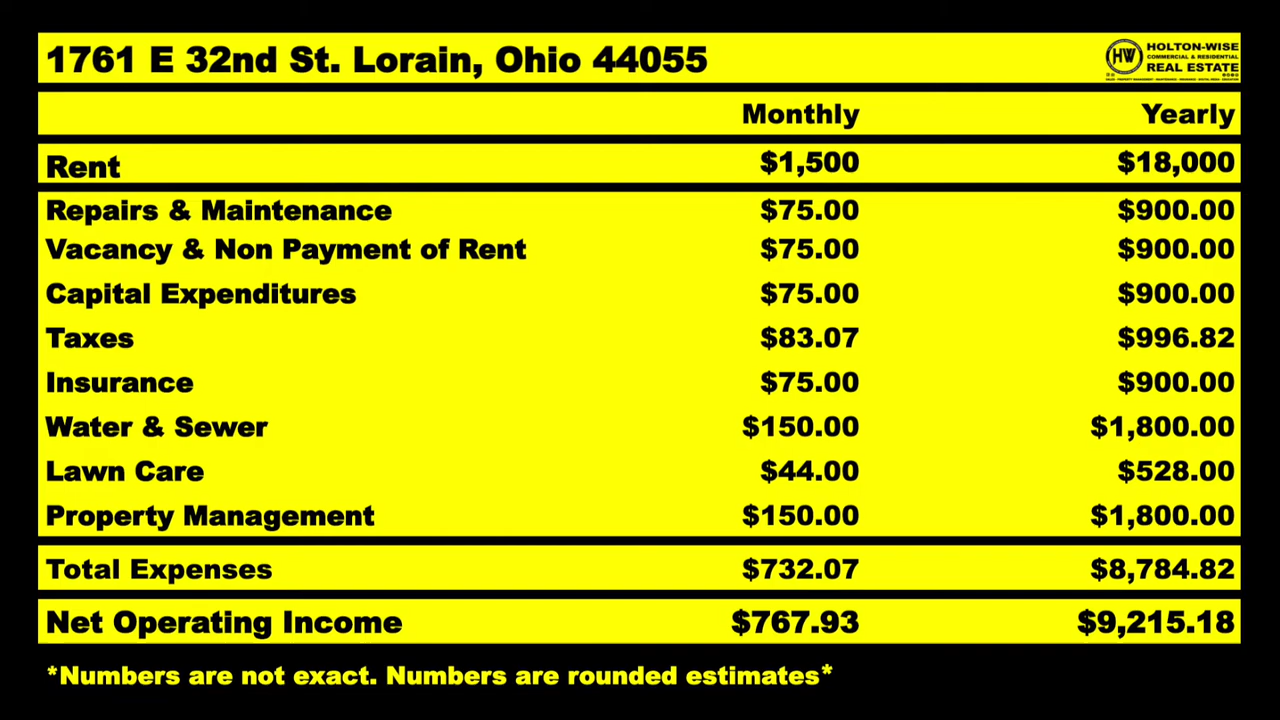 1761 E 32nd St. Lorain, Ohio 44055
HW HOLTON-WISE
COMMERCIAL & RESIDENTIAL
REAL ESTATE
Monthly Yearly
Rent $1,500 $18,000
Repairs & Maintenance $75.00 $900.00
Vacancy & Non Payment of Rent $75.00 $900.00
Capital Expenditures $75.00 $900.00
Taxes $83.07 $996.82
Insurance $75.00 $900.00
Water & Sewer $150.00 $1,800.00
Lawn Care $44.00 $528.00
Property Management $150.00 $1,800.00
Total Expenses $732.07 $8,784.82
Net Operating Income $767.93 $9,215.18
*Numbers are not exact. Numbers are rounded estimates*